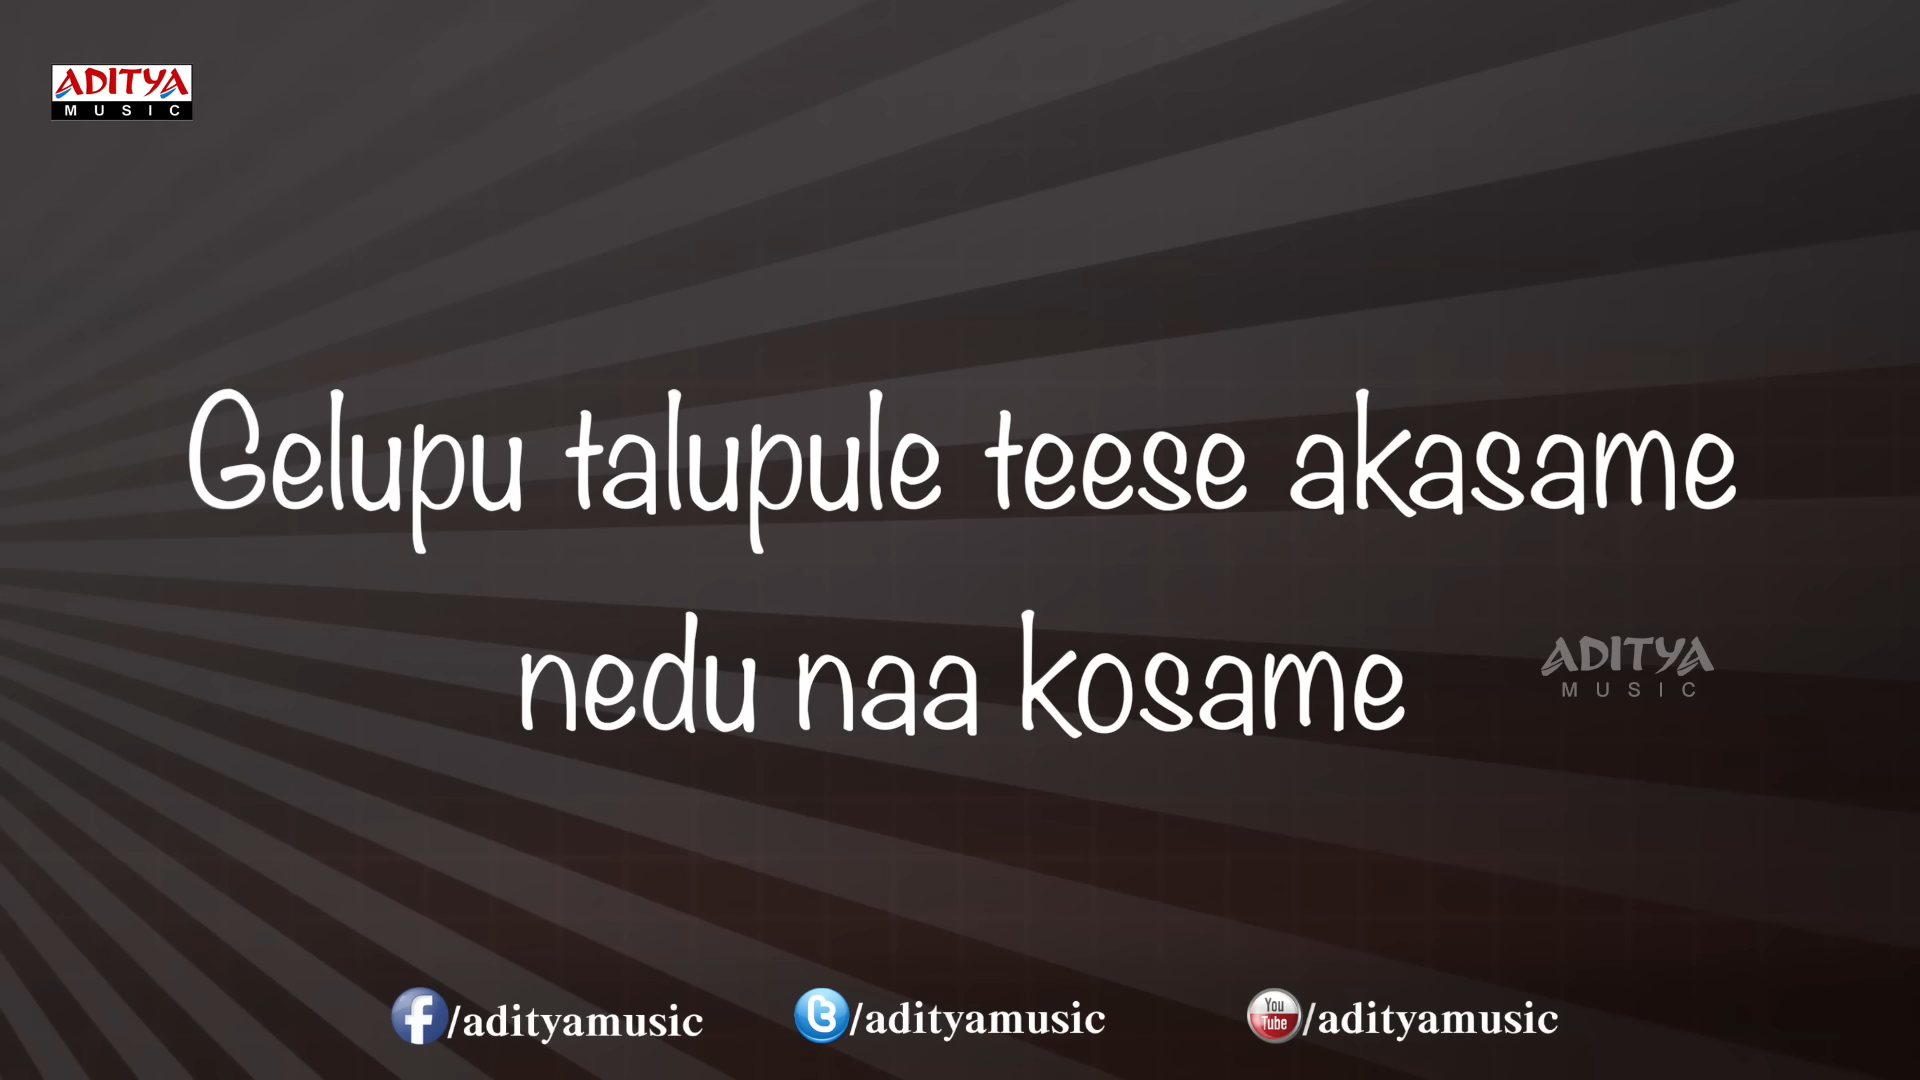 ADITYA
MUSIC
Gelupu talupule teese akasame
nedu naa kosame
ADITYA
MUSIC
/adityamusic /adityamusic You Tube /adityamusic